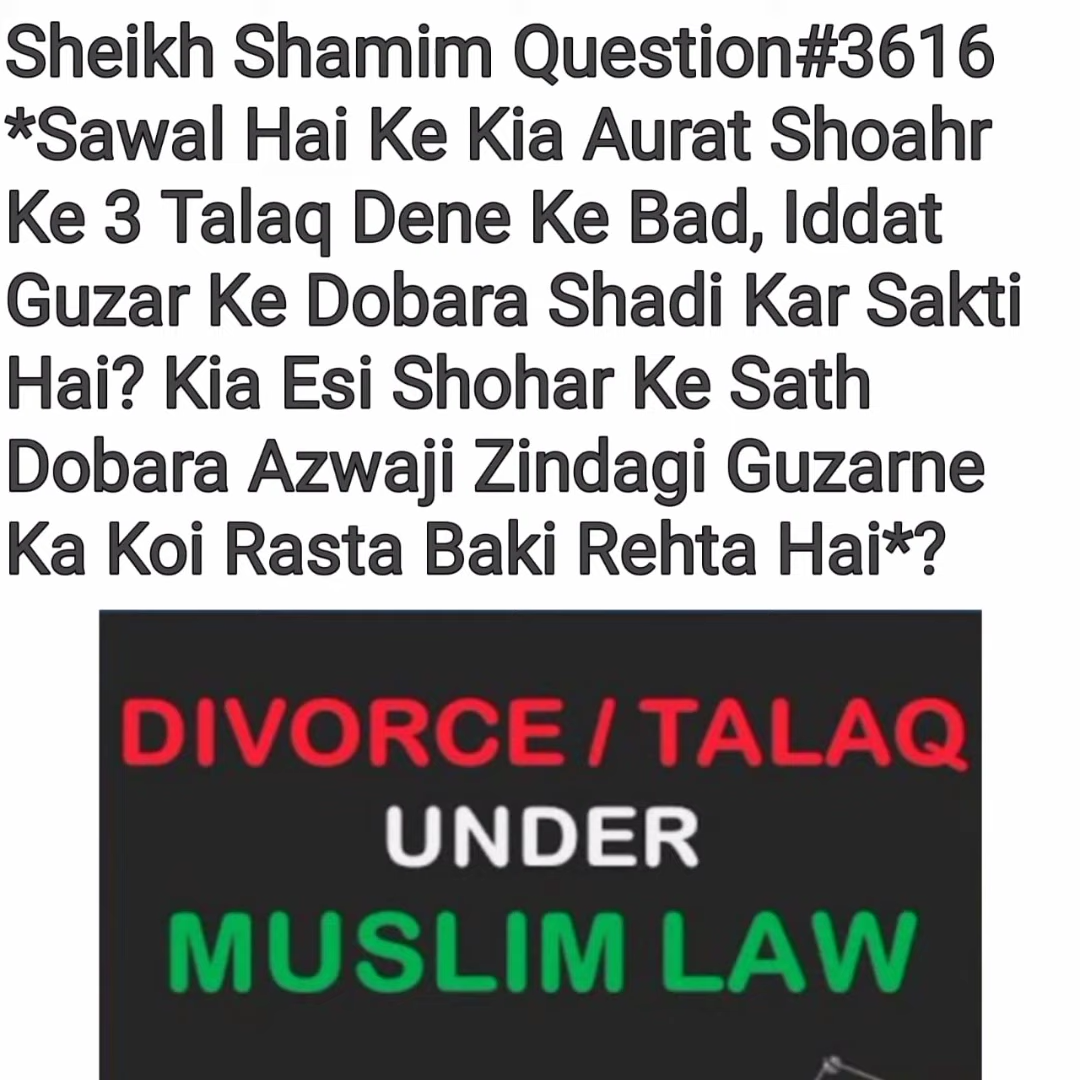 Sheikh Shamim Question#3616
*Sawal Hai Ke Kia Aurat Shoahr
Ke 3 Talaq Dene Ke Bad, Iddat
Guzar Ke Dobara Shadi Kar Sakti
Hai? Kia Esi Shohar Ke Sath
Dobara Azwaji Zindagi Guzarne
Ka Koi Rasta Baki Rehta Hai*?
DIVORCE / TALAQ
UNDER
MUSLIM LAW